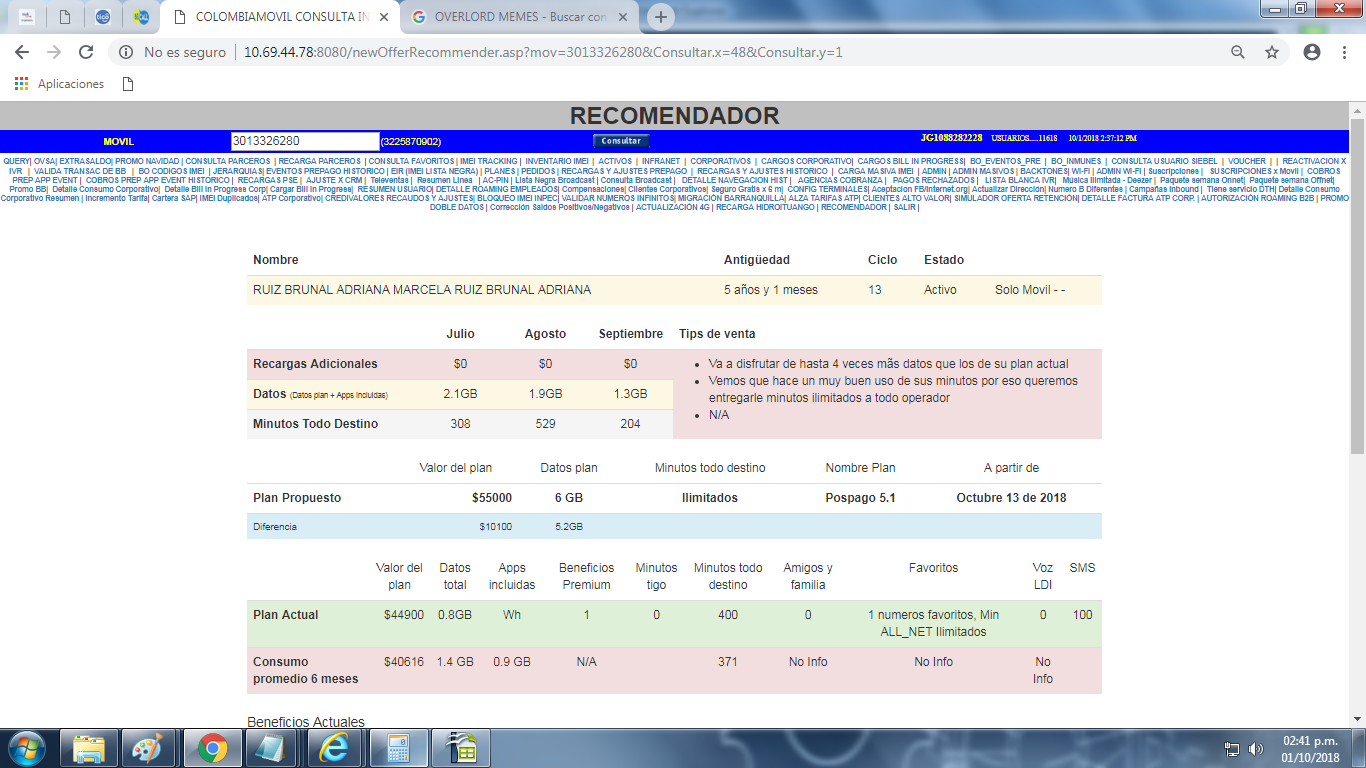 COLOMBIAMOVIL CONSULTA IN
OVERLORD MEMES - Buscar con
No es seguro | 10.69.44.78:8080/newOfferRecommender.asp?mov=3013326280&Consultar.x=48&Consultar.y=1
Aplicaciones
RECOMENDADOR
MOVIL 3013326280 (3225870902) Consultar JG1088282228 USUARIOS.....11618 10/1/2018 2:37:12 PM
QUERY| OVSA| EXTRASALDO| PROMO NAVIDAD | CONSULTA PARCEROS | RECARGA PARCEROS | CONSULTA FAVORITOS | IMEI TRACKING | INVENTARIO IMEI | ACTIVOS | INFRANET | CORPORATIVOS | CARGOS CORPORATIVO| CARGOS BILL IN PROGRESS| BO_EVENTOS_PRE | BO_INMUNES | CONSULTA USUARIO SIEBEL | VOUCHER | | REACTIVACION X
IVR | VALIDA TRANSAC DE BB | BO CODIGOS IMEI | JERARQUIAS| EVENTOS PREPAGO HISTORICO | EIR (IMEI LISTA NEGRA) | PLANES | PEDIDOS | RECARGAS Y AJUSTES PREPAGO | RECARGAS Y AJUSTES HISTORICO | CARGA MASIVA IMEI | ADMIN | ADMIN MASIVOS | BACKTONES| WI-FI | ADMIN WI-FI | Suscripciones | SUSCRIPCIONES x Movil | COBROS
PREP APP EVENT | COBROS PREP APP EVENT HISTORICO | RECARGAS PSE | AJUSTE X CRM | Televentas | Resumen Linea | AC-PIN | Lista Negra Broadcast | Consulta Broadcast | DETALLE NAVEGACION HIST | AGENCIAS COBRANZA | PAGOS RECHAZADOS | LISTA BLANCA IVR| Música Ilimitada - Deezer | Paquete semana Onnet| Paquete semana Offnet|
Promo BB| Detalle Consumo Corporativo| Detalle Bill In Progress Corp| Cargar Bill In Progress| RESUMEN USUARIO| DETALLE ROAMING EMPLEADOS| Compensaciones| Clientes Corporativos| Seguro Gratis x 6 m| CONFIG TERMINALES| Aceptacion FB/Internet.org| Actualizar Dirección| Numero B Diferentes | Campañas Inbound | Tiene servicio DTH| Detalle Consumo
Corporativo Resumen | Incremento Tarifa| Cartera SAP| IMEI Duplicados| ATP Corporativo| CREDIVALORES RECAUDOS Y AJUSTES| BLOQUEO IMEI INPEC| VALIDAR NUMEROS INFINITOS| MIGRACIÓN BARRANQUILLA| ALZA TARIFAS ATP| CLIENTES ALTO VALOR| SIMULADOR OFERTA RETENCIÓN| DETALLE FACTURA ATP CORP. | AUTORIZACIÓN ROAMING B2B | PROMO
DOBLE DATOS | Corrección Saldos Positivos/Negativos | ACTUALIZACIÓN 4G | RECARGA HIDROITUANGO | RECOMENDADOR | SALIR |
Nombre Antigüedad Ciclo Estado
RUIZ BRUNAL ADRIANA MARCELA RUIZ BRUNAL ADRIANA 5 años y 1 meses 13 Activo Solo Movil - -
Julio Agosto Septiembre Tips de venta
Recargas Adicionales $0 $0 $0
Datos (Datos plan + Apps incluidas) 2.1GB 1.9GB 1.3GB
Minutos Todo Destino 308 529 204
• Va a disfrutar de hasta 4 veces mãs datos que los de su plan actual
• Vemos que hace un muy buen uso de sus minutos por eso queremos
entregarle minutos ilimitados a todo operador
• N/A
Valor del plan Datos plan Minutos todo destino Nombre Plan A partir de
Plan Propuesto $55000 6 GB Ilimitados Pospago 5.1 Octubre 13 de 2018
Diferencia $10100 5.2GB
Valor del plan Datos total Apps incluidas Beneficios Premium Minutos tigo Minutos todo destino Amigos y familia Favoritos Voz LDI SMS
Plan Actual $44900 0.8GB Wh 1 0 400 0 1 numeros favoritos, Min ALL_NET Ilimitados 0 100
Consumo promedio 6 meses $40616 1.4 GB 0.9 GB N/A 371 No Info No Info No Info
Beneficios Actuales
02:41 p.m.
01/10/2018